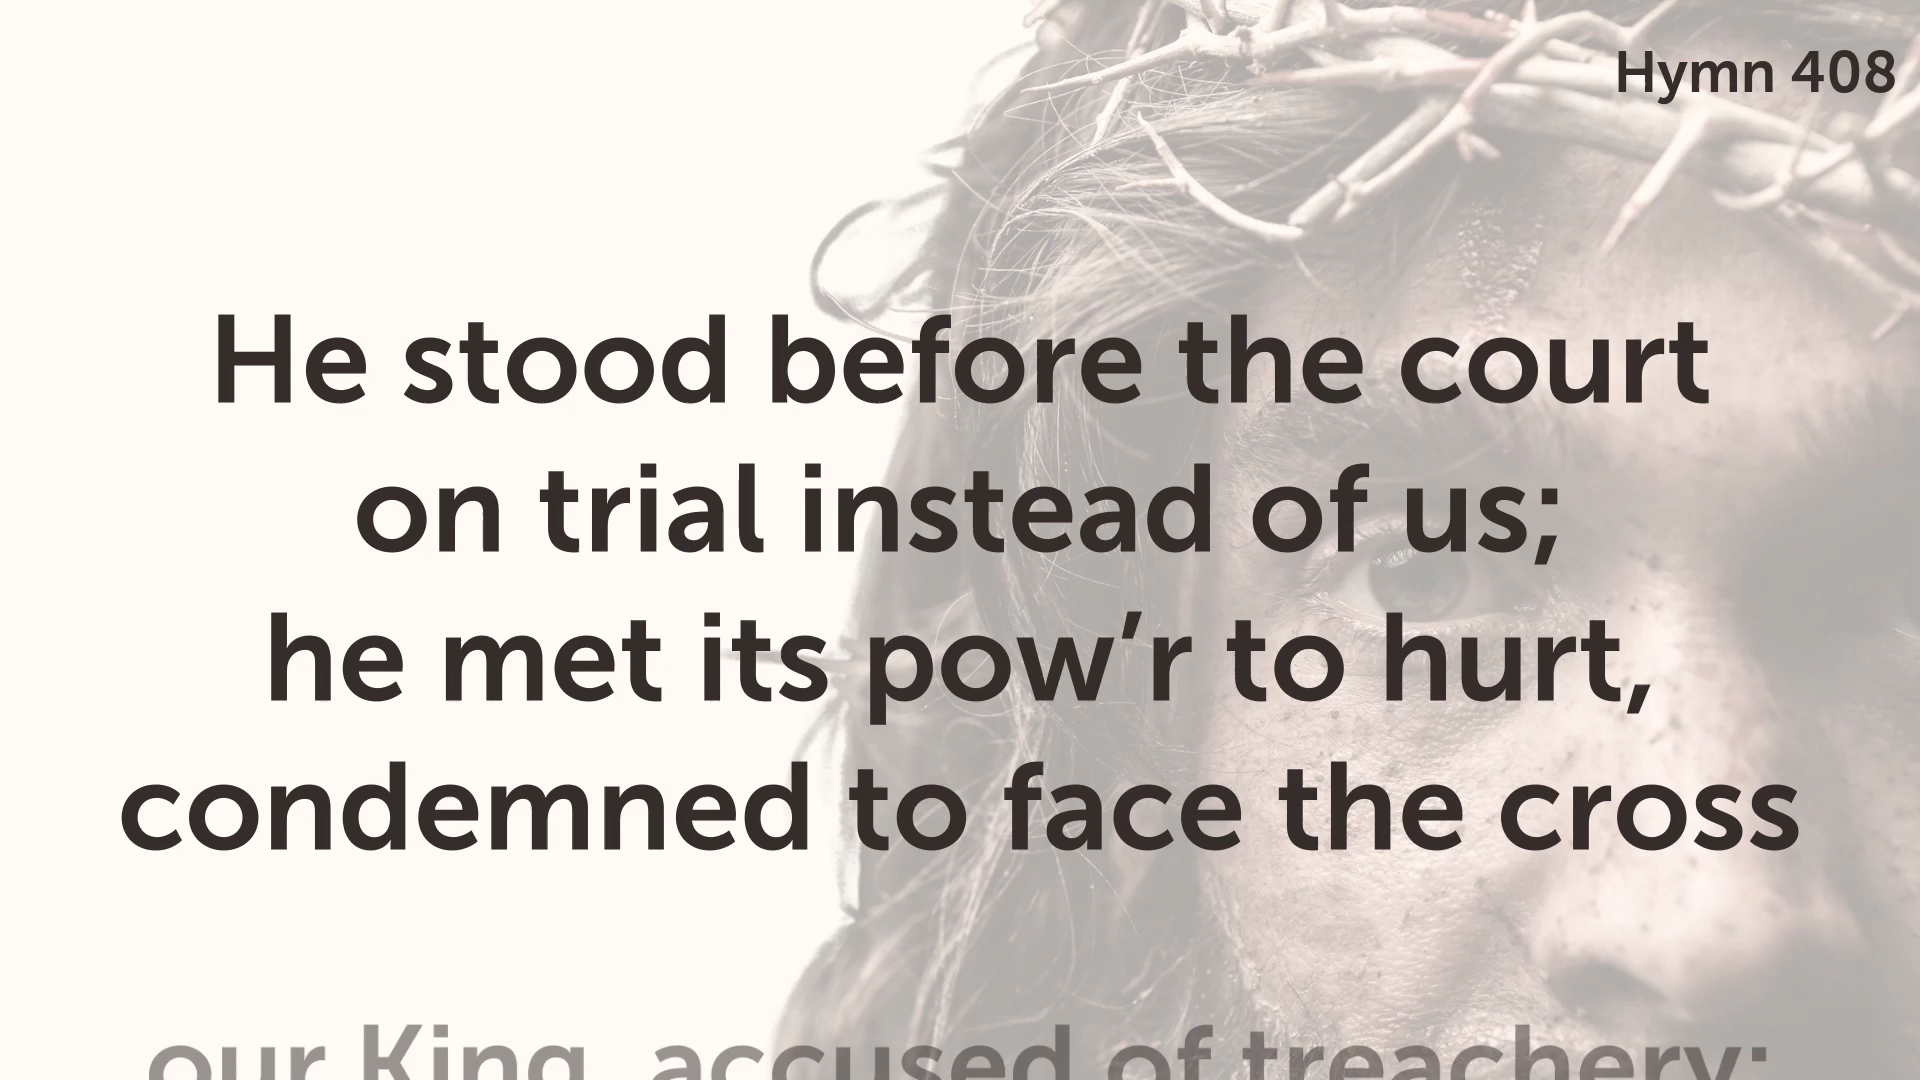 Hymn 408
He stood before the court
on trial instead of us;
he met its pow’r to hurt,
condemned to face the cross
our King, accused of treachery;